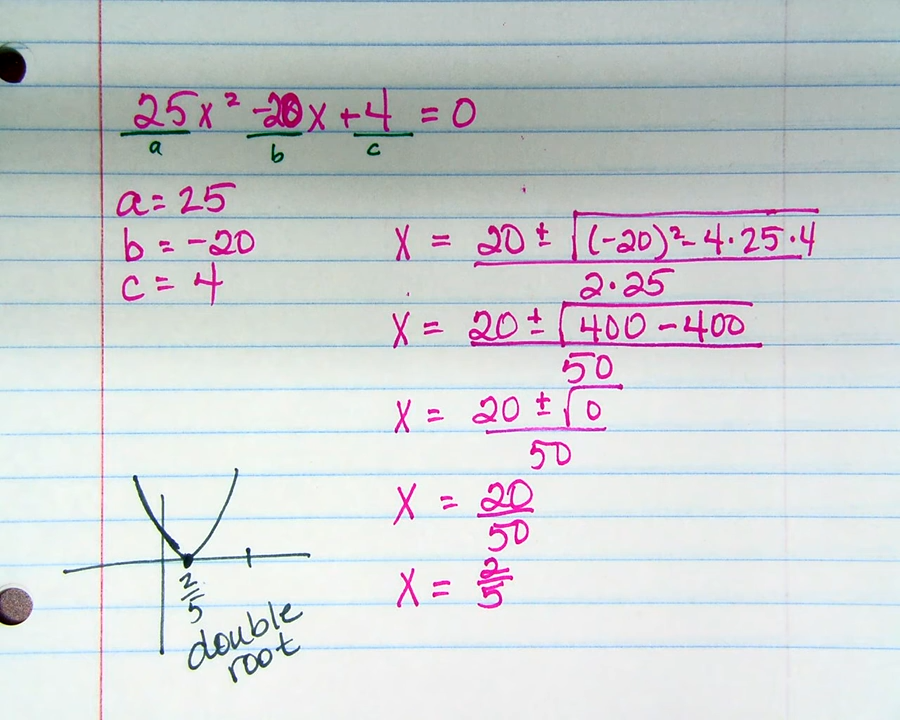 25x² -20x + 4 = 0
a b c
a = 25
b = -20
c = 4
x = 20 ± √(-20)² - 4·25·4
2·25
x = 20 ± √400 - 400
50
x = 20 ± √0
50
x = 20
50
x = 2
5
2
5
double
root